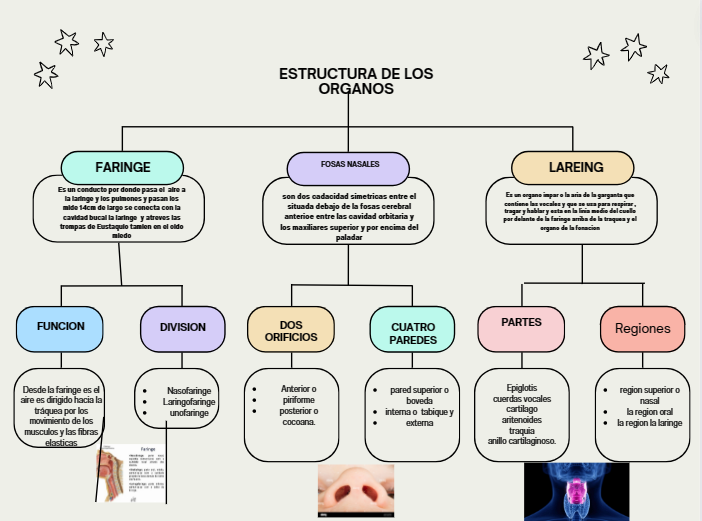 ESTRUCTURA DE LOS
ORGANOS
FARINGE
Es un conducto por donde pasa el aire a
la laringe y los pulmones y pasan los
mide 14cm de largo se conecta con la
cavidad bucal la laringe y atreves las
trompas de Eustaquio tamien en el oido
miedo
FOSAS NASALES
son dos cadacidad simetricas entre el
situada debajo de la fosas cerebral
anterioe entre las cavidad orbitaria y
los maxiliares superior y por encima del
paladar
LAREING
Es un organo impar o la aria de la garganta que
contiene las vocales y que se usa para respirar,
tragar y hablar y esta en la linia medio del cuello
por delante de la faringe arriba de la traquea y el
organo de la fonacion
FUNCION
Desde la faringe es el
aire es dirigido hacia la
tráquea por los
movimiento de los
musculos y las fibras
elasticas
DIVISION
Nasofaringe
Laringofaringe
unofaringe
DOS
ORIFICIOS
Anterior o
piriforme
posterior o
cocoana.
CUATRO
PAREDES
pared superior o
boveda
interna o tabique y
externa
PARTES
Epiglotis
cuerdas vocales
cartilago
aritenoides
traquia
anillo cartilaginoso.
Regiones
region superior o
nasal
la region oral
la region la laringe
Faringe